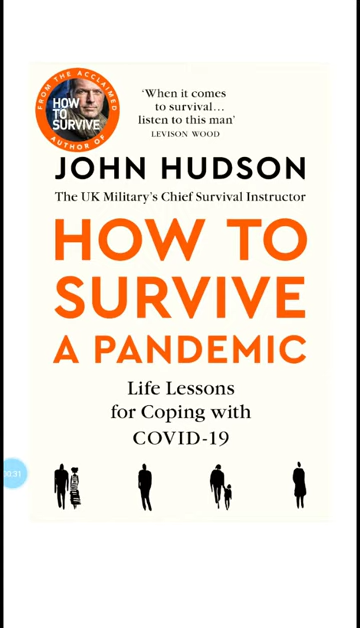 FROM THE ACCLAIMED
HOW
TO
SURVIVE
AUTHOR OF
‘When it comes
to survival...
listen to this man’
LEVISON WOOD
JOHN HUDSON
The UK Military's Chief Survival Instructor
HOW TO
SURVIVE
A PANDEMIC
Life Lessons
for Coping with
COVID-19